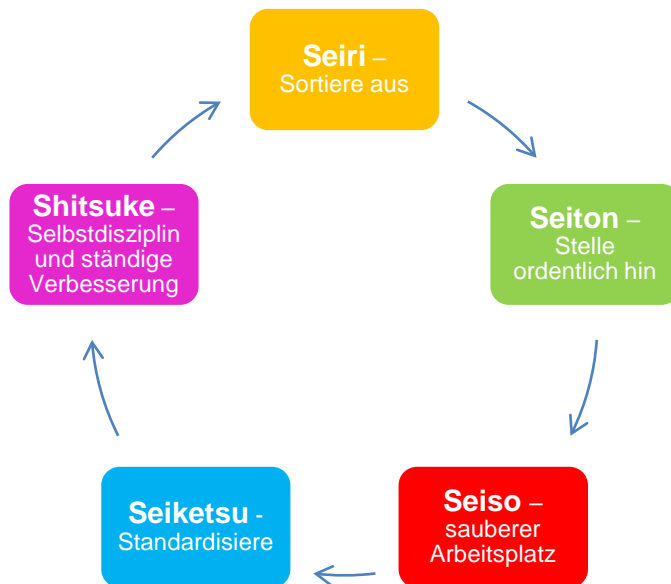 Seiri –
Sortiere aus
Seiton –
Stelle
ordentlich hin
Seiso –
sauberer
Arbeitsplatz
Seiketsu -
Standardisiere
Shitsuke –
Selbstdisziplin
und ständige
Verbesserung